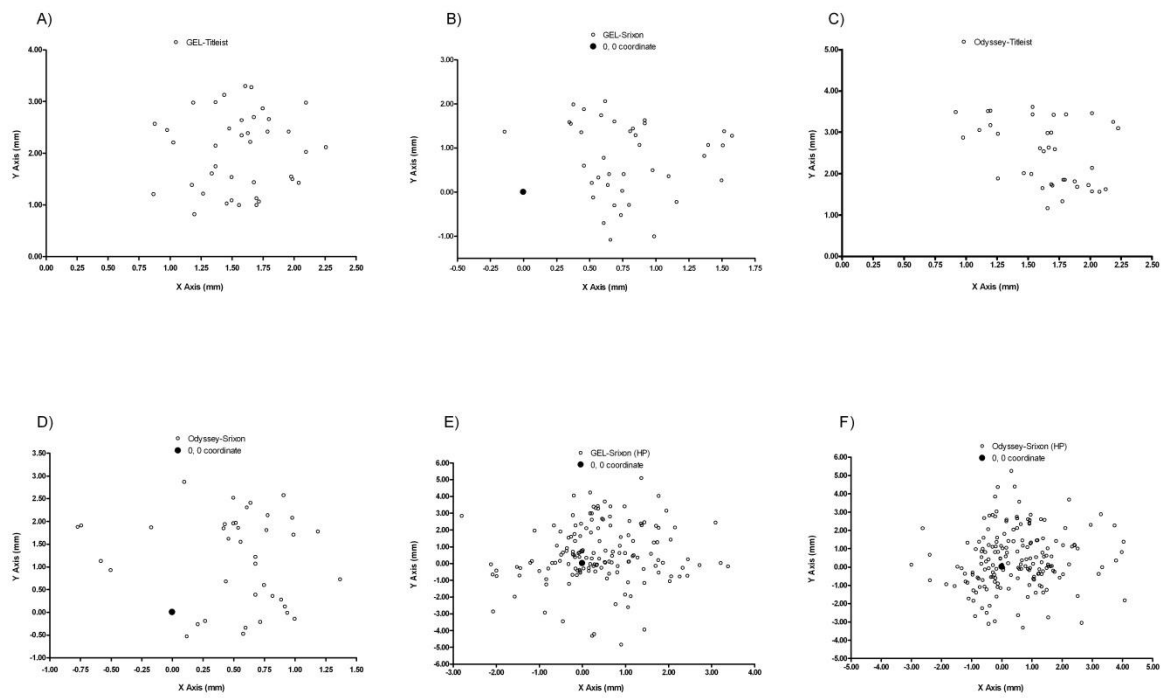 A)
GEL-Titleist
4.00
3.00
2.00
1.00
0.00
Y Axis (mm)
0.00 0.25 0.50 0.75 1.00 1.25 1.50 1.75 2.00 2.25 2.50
X Axis (mm)
B)
GEL-Srixon
0, 0 coordinate
3.00
2.00
1.00
0.00
-1.00
Y Axis (mm)
-0.50 -0.25 0.00 0.25 0.50 0.75 1.00 1.25 1.50 1.75
X Axis (mm)
C)
Odyssey-Titleist
5.00
4.00
3.00
2.00
1.00
0.00
Y Axis (mm)
0.00 0.25 0.50 0.75 1.00 1.25 1.50 1.75 2.00 2.25 2.50
X Axis (mm)
D)
Odyssey-Srixon
0, 0 coordinate
3.50
3.00
2.50
2.00
1.50
1.00
0.50
0.00
-0.50
-1.00
Y Axis (mm)
-1.00 -0.75 -0.50 -0.25 0.00 0.25 0.50 0.75 1.00 1.25 1.50
X Axis (mm)
E)
GEL-Srixon (HP)
0, 0 coordinate
6.00
5.00
4.00
3.00
2.00
1.00
0.00
-1.00
-2.00
-3.00
-4.00
-5.00
-6.00
Y Axis (mm)
-3.00 -2.00 -1.00 0.00 1.00 2.00 3.00 4.00
X Axis (mm)
F)
Odyssey-Srixon (HP)
0, 0 coordinate
6.00
5.00
4.00
3.00
2.00
1.00
0.00
-1.00
-2.00
-3.00
-4.00
-5.00
Y Axis (mm)
-5.00 -4.00 -3.00 -2.00 -1.00 0.00 1.00 2.00 3.00 4.00 5.00
X Axis (mm)